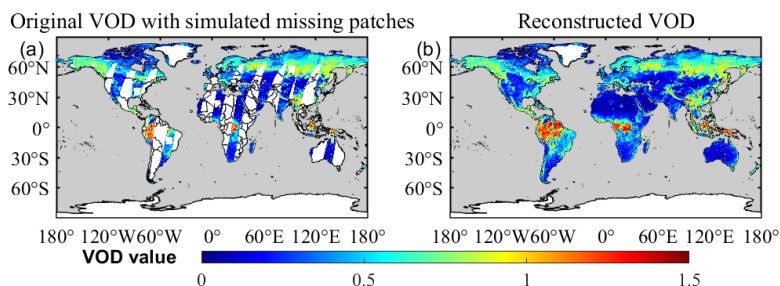 Original VOD with simulated missing patches
Reconstructed VOD
(a)
60°N
30°N
0°
30°S
60°S
180° 120°W60°W 0° 60°E 120°E 180°
(b)
60°N
30°N
0°
30°S
60°S
180° 120°W60°W 0° 60°E 120°E 180°
VOD value
0 0.5 1 1.5